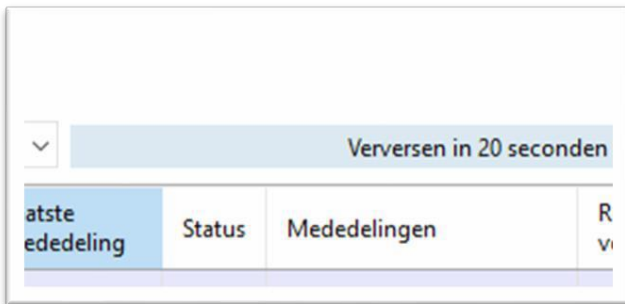 Verversen in 20 seconden
atste
ededeling
Status
Mededelingen
R
v